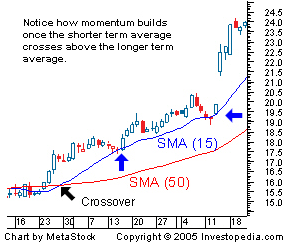 Notice how momentum builds
once the shorter term average
crosses above the longer term
average.
24.5
24.0
23.5
23.0
22.5
22.0
21.5
21.0
20.5
20.0
19.5
19.0
18.5
18.0
17.5
17.0
16.5
16.0
15.5
15.0
SMA (15)
SMA (50)
Crossover
16 23 30 6 13 20 27 4 11 18
Chart by MetaStock
Copyright © 2005 Investopedia.com